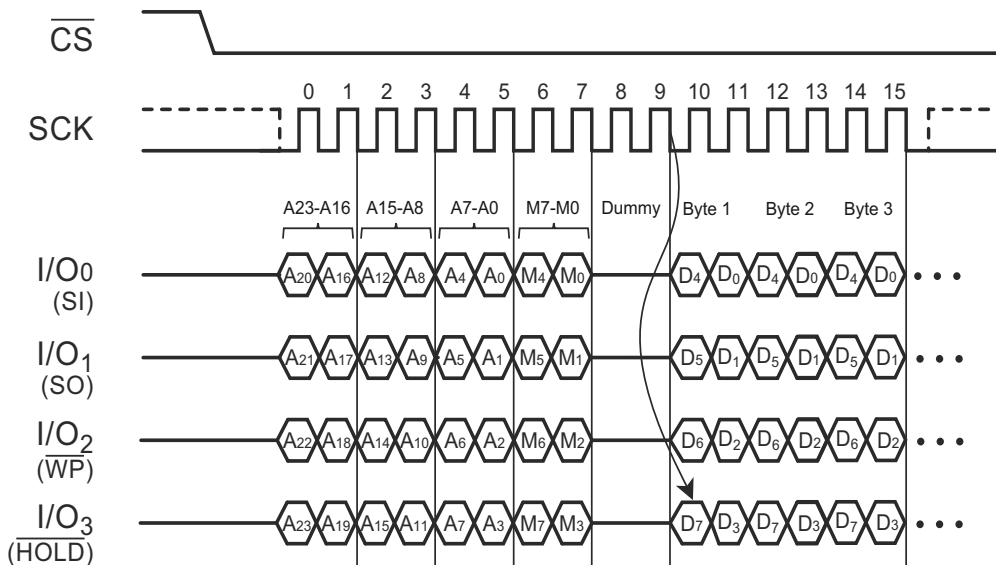 CS
0 1 2 3 4 5 6 7 8 9 10 11 12 13 14 15
SCK
A23-A16 A15-A8 A7-A0 M7-M0 Dummy Byte 1 Byte 2 Byte 3
I/O0 A20 A16 A12 A8 A4 A0 M4 M0 D4 D0 D4 D0 D4 D0 • • •
(SI)
I/O1 A21 A17 A13 A9 A5 A1 M5 M1 D5 D1 D5 D1 D5 D1 • • •
(SO)
I/O2 A22 A18 A14 A10 A6 A2 M6 M2 D6 D2 D6 D2 D6 D2 • • •
(WP)
I/O3 A23 A19 A15 A11 A7 A3 M7 M3 D7 D3 D7 D3 D7 D3 • • •
(HOLD)